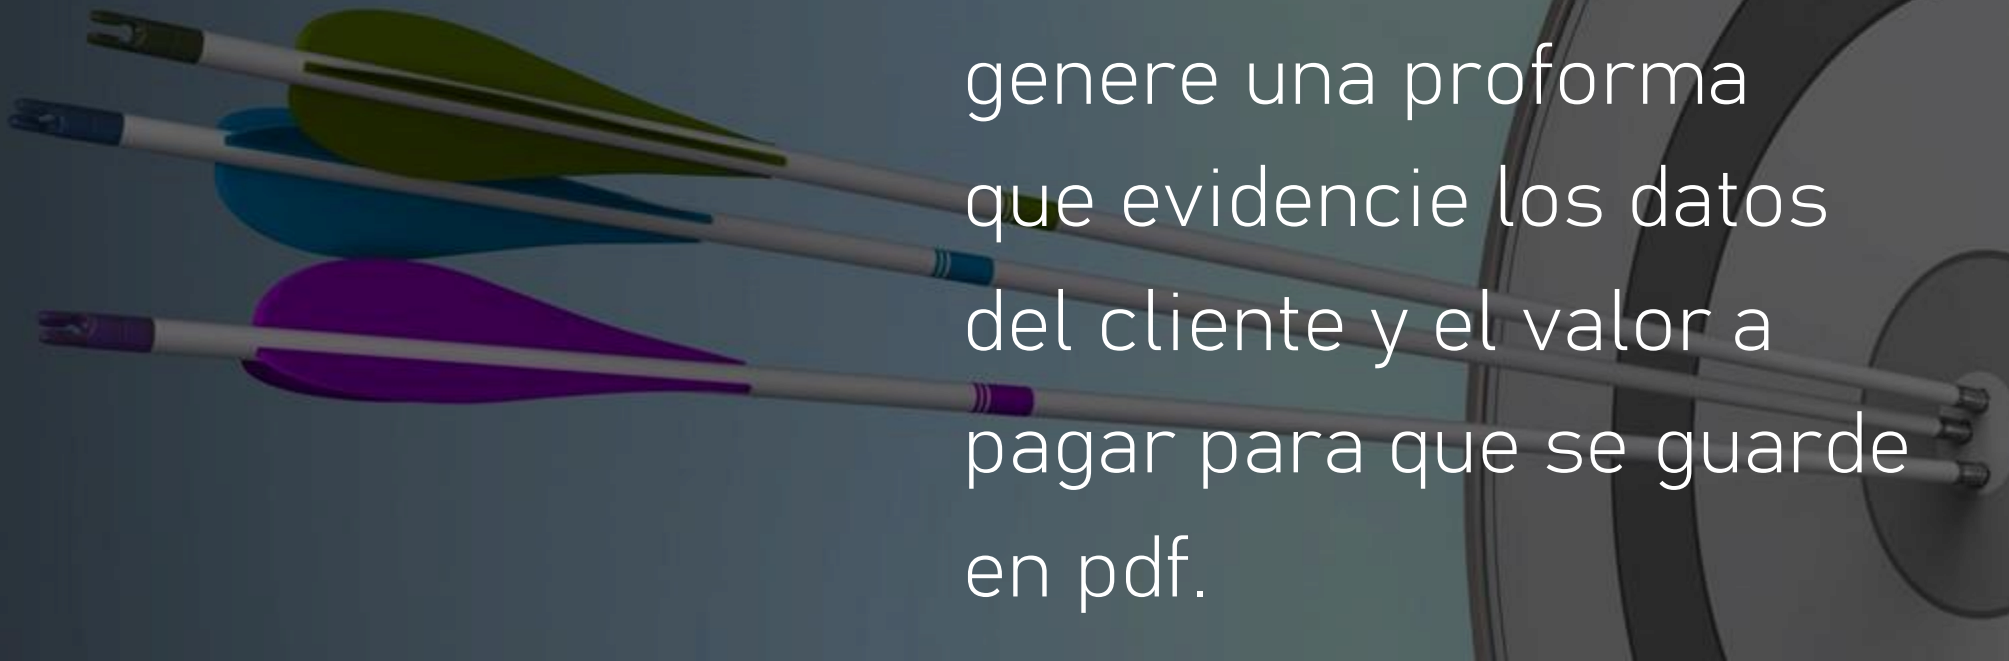 genere una proforma
que evidencie los datos
del cliente y el valor a
pagar para que se guarde
en pdf.